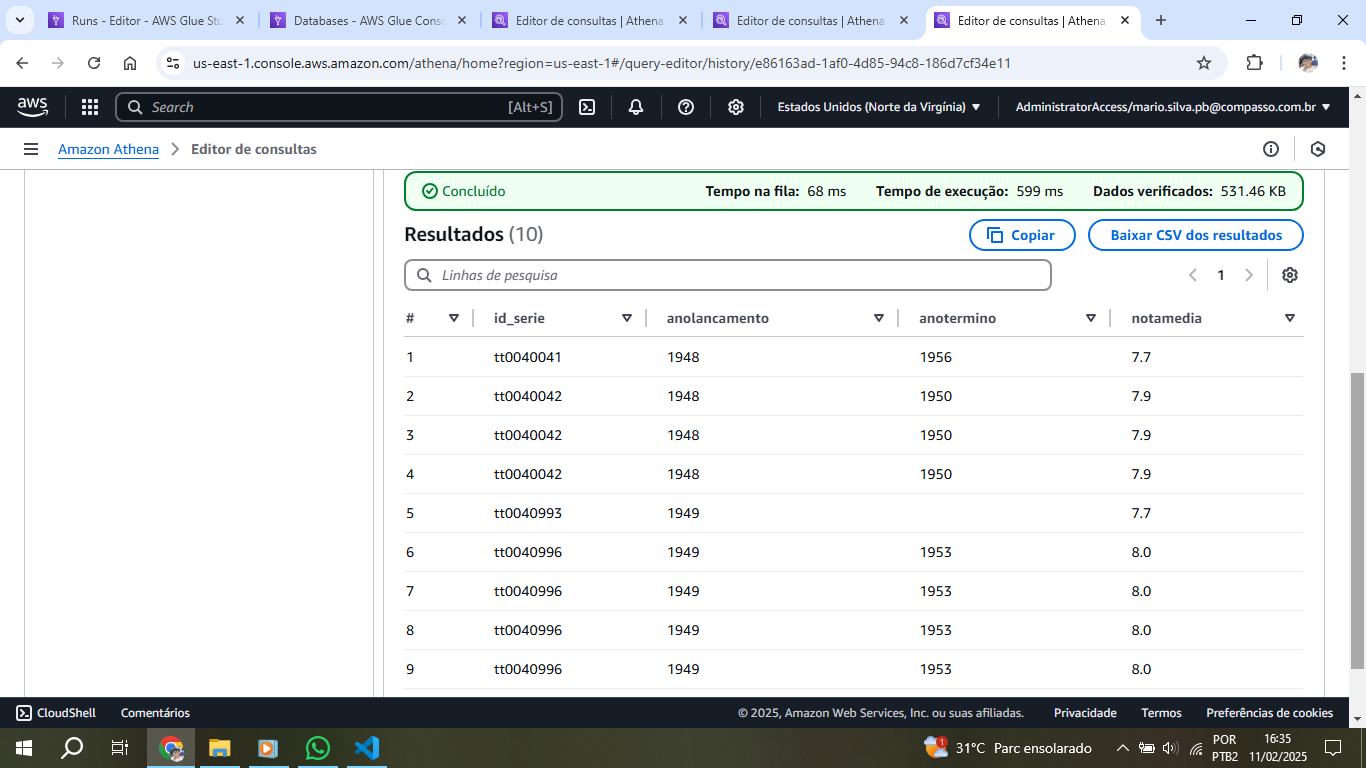 Runs - Editor - AWS Glue Stu
Databases - AWS Glue Conso
Editor de consultas | Athena
Editor de consultas | Athena
Editor de consultas | Athena
us-east-1.console.aws.amazon.com/athena/home?region=us-east-1#/query-editor/history/e86163ad-1af0-4d85-94c8-186d7cf34e11
aws Search [Alt+S] Estados Unidos (Norte da Virgínia) AdministratorAccess/mario.silva.pb@compasso.com.br
Amazon Athena Editor de consultas
Concluído Tempo na fila: 68 ms Tempo de execução: 599 ms Dados verificados: 531.46 KB
Resultados (10) Copiar Baixar CSV dos resultados
Linhas de pesquisa 1
# id_serie anolancamento anotermino notamedia
1 tt0040041 1948 1956 7.7
2 tt0040042 1948 1950 7.9
3 tt0040042 1948 1950 7.9
4 tt0040042 1948 1950 7.9
5 tt0040993 1949 7.7
6 tt0040996 1949 1953 8.0
7 tt0040996 1949 1953 8.0
8 tt0040996 1949 1953 8.0
9 tt0040996 1949 1953 8.0
CloudShell Comentários © 2025, Amazon Web Services, Inc. ou suas afiliadas. Privacidade Termos Preferências de cookies
1 31°C Parc ensolarado POR 16:35
PTB2 11/02/2025